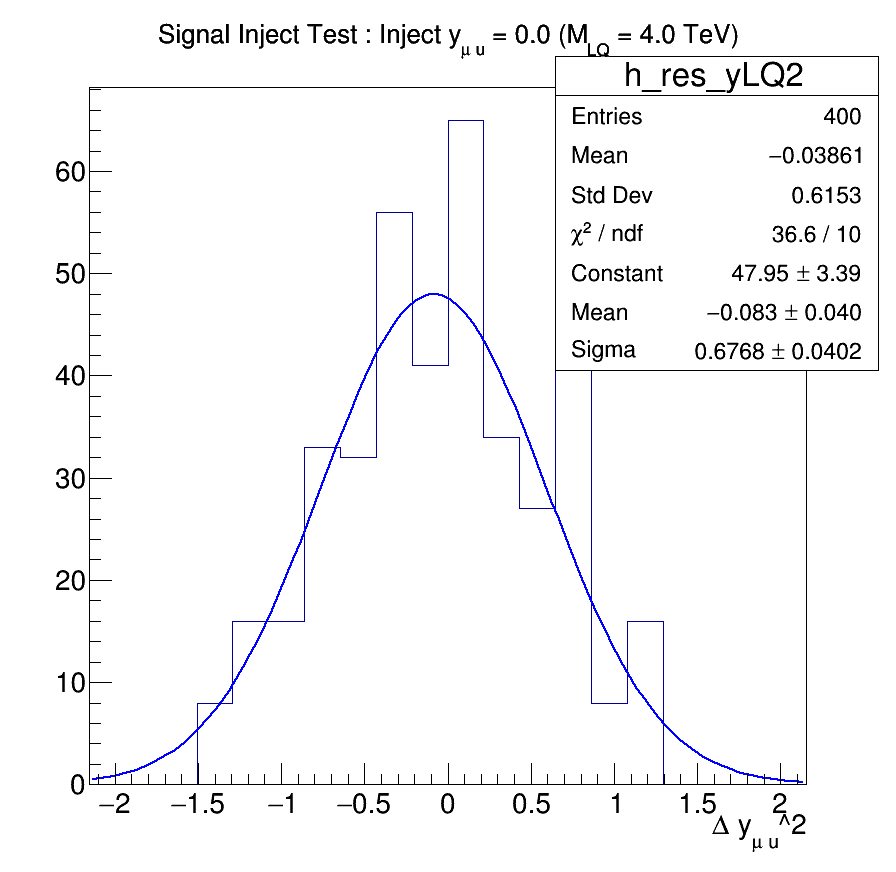 Signal Inject Test : Inject y_μ u = 0.0 (M_LQ = 4.0 TeV)
h_res_yLQ2
Entries 400
Mean −0.03861
Std Dev 0.6153
χ² / ndf 36.6 / 10
Constant 47.95 ± 3.39
Mean −0.083 ± 0.040
Sigma 0.6768 ± 0.0402
60
50
40
30
20
10
0
−2 −1.5 −1 −0.5 0 0.5 1 1.5 2
Δ y_μ u^2